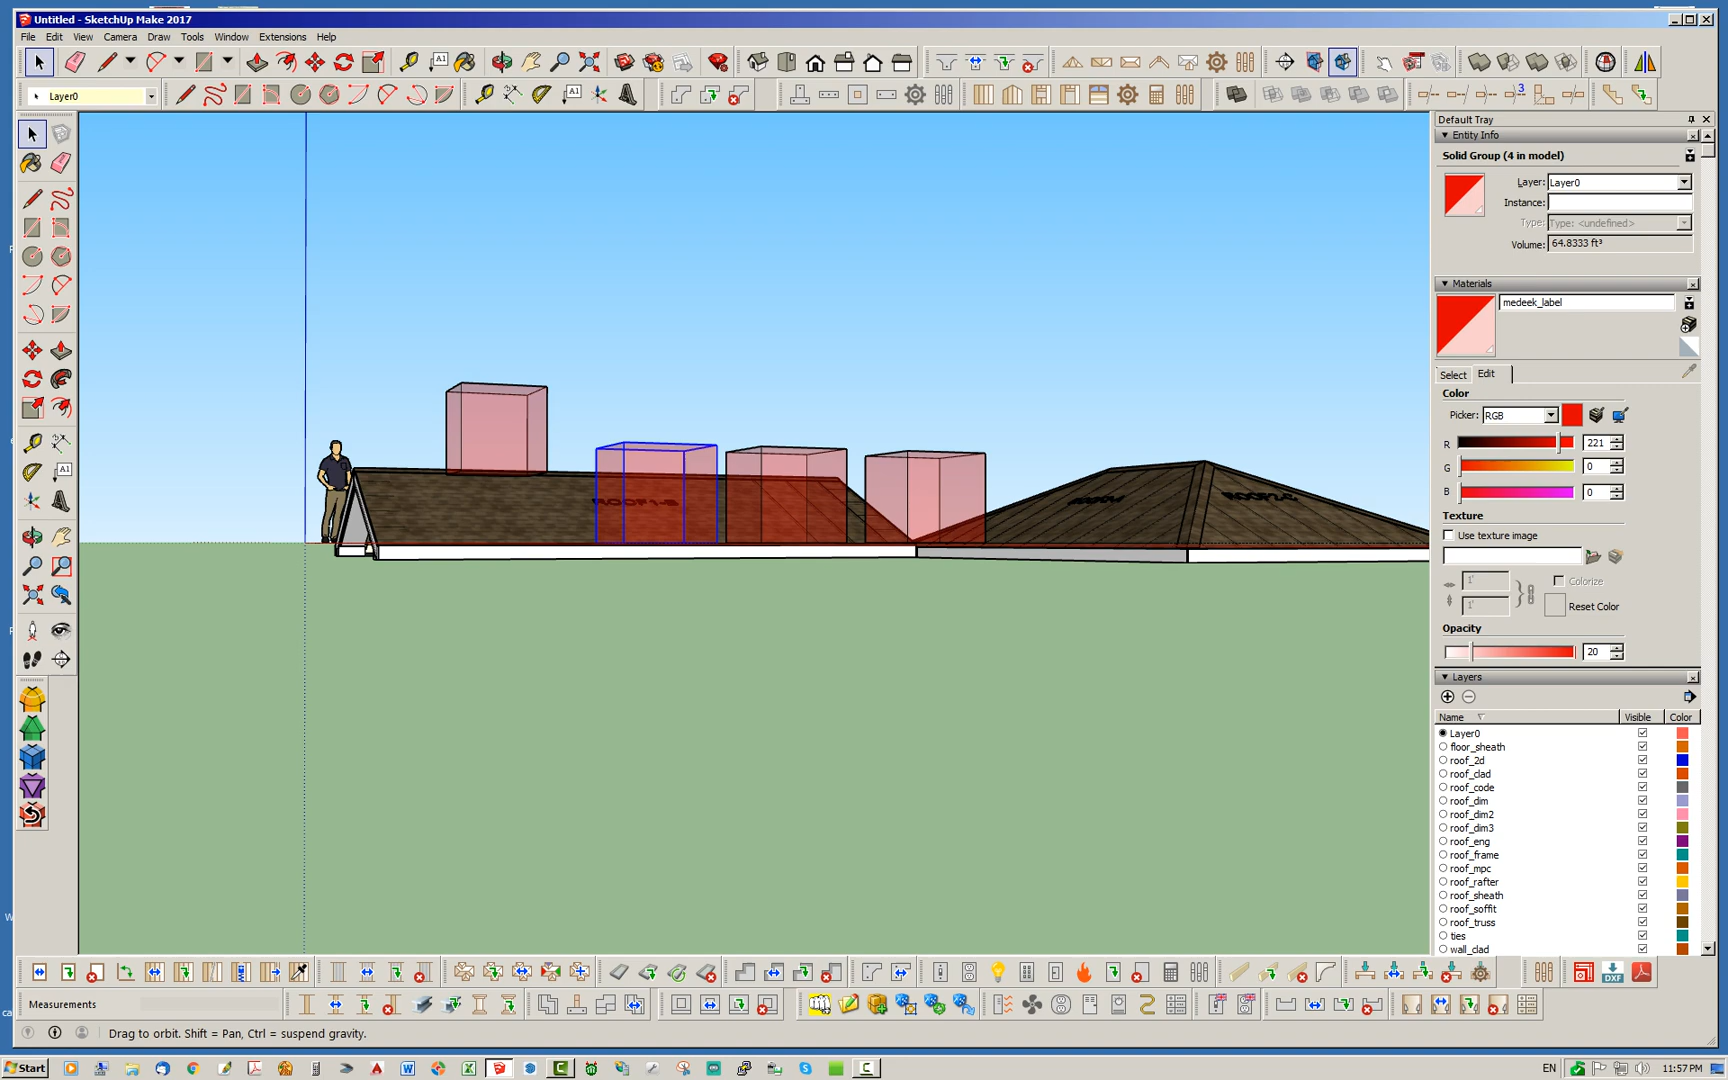 Untitled - SketchUp Make 2017
File Edit View Camera Draw Tools Window Extensions Help
Layer0
Default Tray
Entity Info
Solid Group (4 in model)
Layer: Layer0
Instance:
Type: Type: <undefined>
Volume: 64.8333 ft³
Materials
medeek_label
Select Edit
Color
Picker: RGB
R 221
G 0
B 0
Texture
Use texture image
1'
Colorize
1'
Reset Color
Opacity
20
Layers
Name Visible Color
Layer0
floor_sheath
roof_2d
roof_clad
roof_code
roof_dim
roof_dim2
roof_dim3
roof_eng
roof_frame
roof_mpc
roof_rafter
roof_sheath
roof_soffit
roof_truss
ties
wall_clad
Measurements
Drag to orbit. Shift = Pan, Ctrl = suspend gravity.
Start
EN
11:57 PM